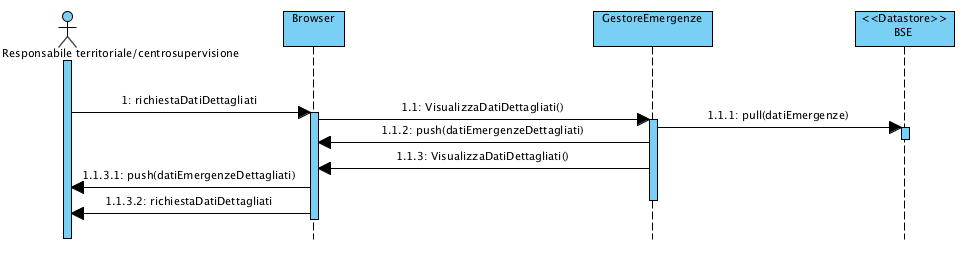 Browser
GestoreEmergenze
<<Datastore>>
BSE
Responsabile territoriale/centrosupervisione
1: richiestaDatiDettagliati
1.1: VisualizzaDatiDettagliati()
1.1.1: pull(datiEmergenze)
1.1.2: push(datiEmergenzeDettagliati)
1.1.3: VisualizzaDatiDettagliati()
1.1.3.1: push(datiEmergenzeDettagliati)
1.1.3.2: richiestaDatiDettagliati